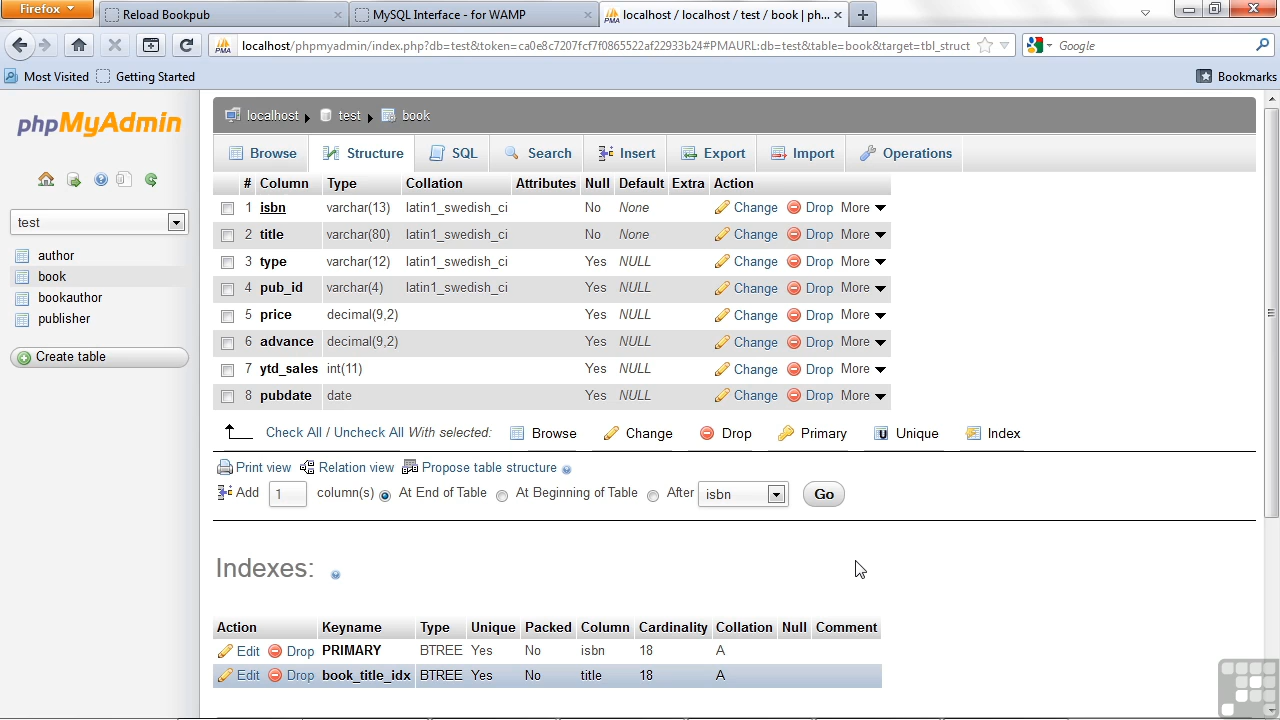 Firefox
Reload Bookpub
MySQL Interface - for WAMP
localhost / localhost / test / book | ph...
localhost/phpmyadmin/index.php?db=test&token=ca0e8c7207fcf7f0865522af22933b24#PMAURL:db=test&table=book&target=tbl_struct
Google
Most Visited Getting Started
Bookmarks
phpMyAdmin
test
author
book
bookauthor
publisher
Create table
localhost test book
Browse Structure SQL Search Insert Export Import Operations
# Column Type Collation Attributes Null Default Extra Action
1 isbn varchar(13) latin1_swedish_ci No None Change Drop More
2 title varchar(80) latin1_swedish_ci No None Change Drop More
3 type varchar(12) latin1_swedish_ci Yes NULL Change Drop More
4 pub_id varchar(4) latin1_swedish_ci Yes NULL Change Drop More
5 price decimal(9,2) Yes NULL Change Drop More
6 advance decimal(9,2) Yes NULL Change Drop More
7 ytd_sales int(11) Yes NULL Change Drop More
8 pubdate date Yes NULL Change Drop More
Check All / Uncheck All With selected: Browse Change Drop Primary U Unique Index
Print view Relation view Propose table structure
Add 1 column(s) At End of Table At Beginning of Table After isbn Go
Indexes:
Action Keyname Type Unique Packed Column Cardinality Collation Null Comment
Edit Drop PRIMARY BTREE Yes No isbn 18 A
Edit Drop book_title_idx BTREE Yes No title 18 A